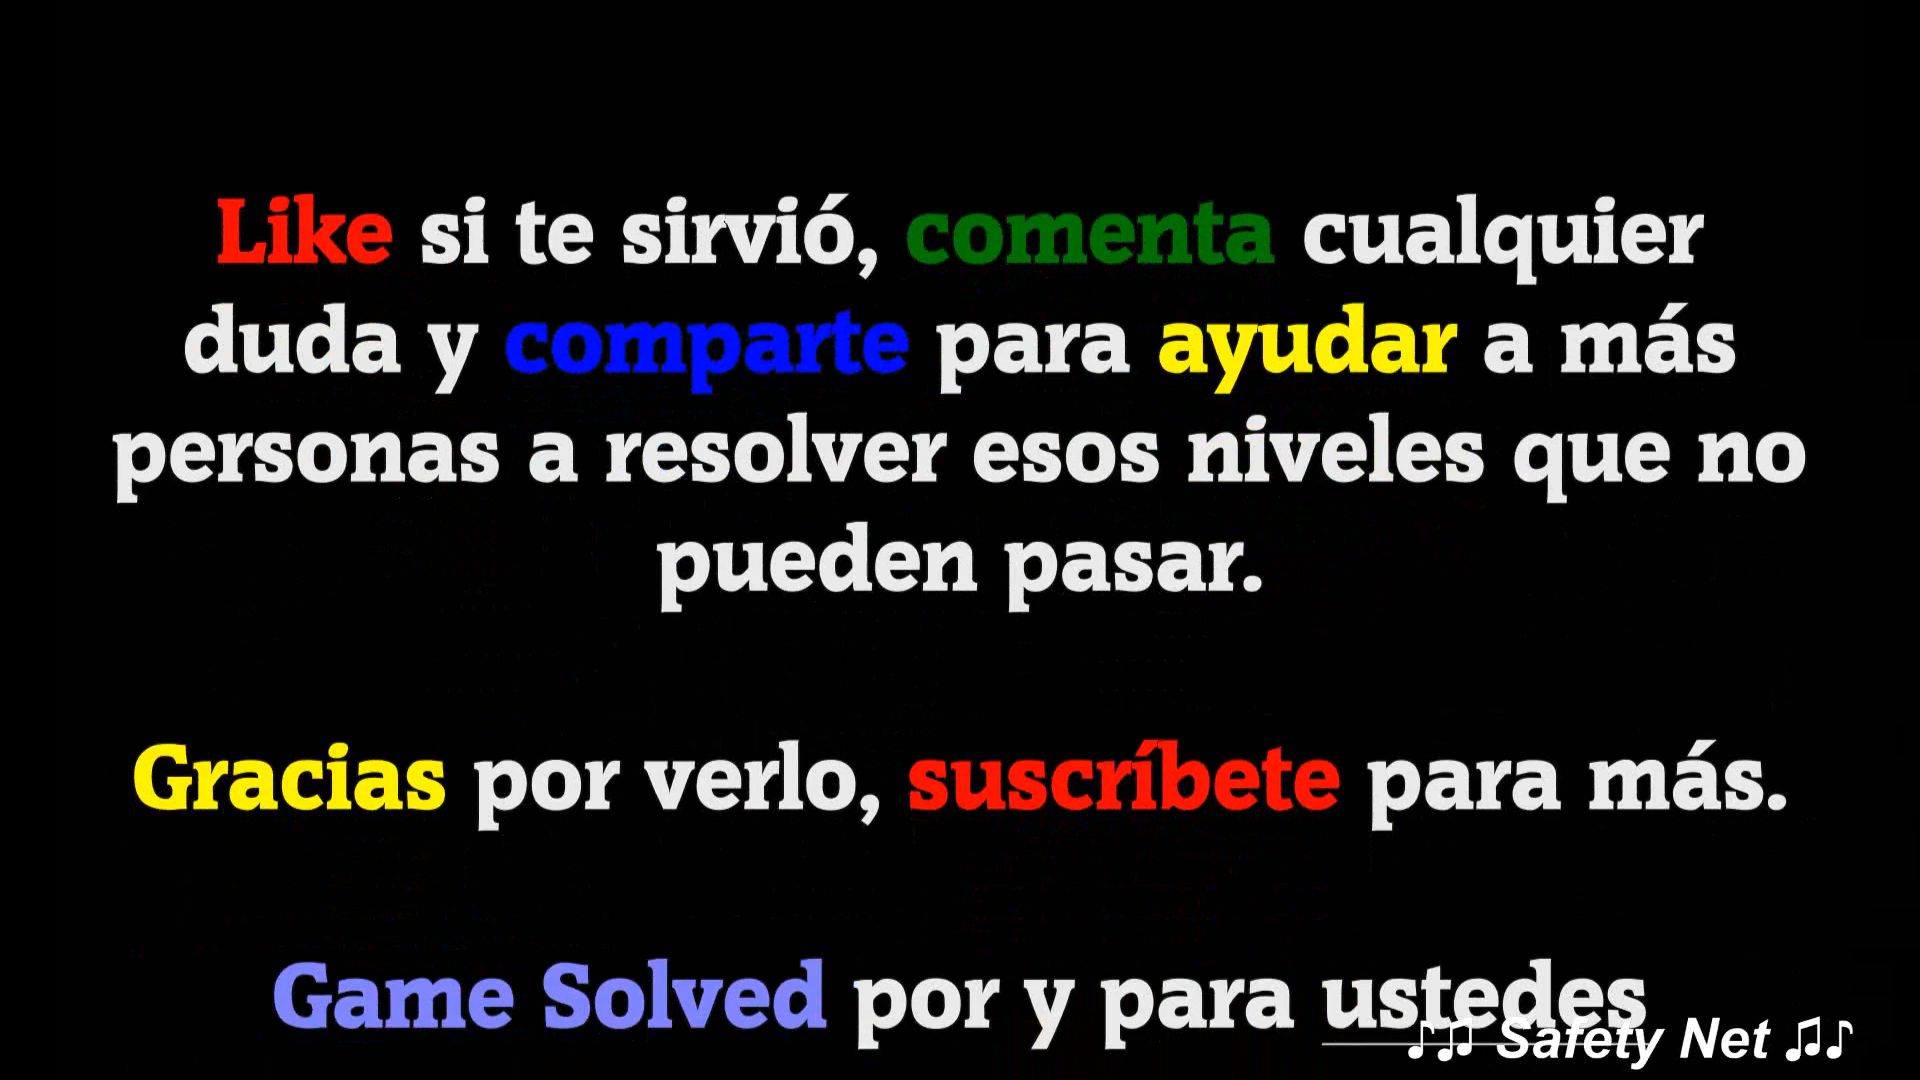 Like si te sirvió, comenta cualquier
duda y comparte para ayudar a más
personas a resolver esos niveles que no
pueden pasar.
Gracias por verlo, suscríbete para más.
Game Solved por y para ustedes
♪♫ Safety Net ♫♪